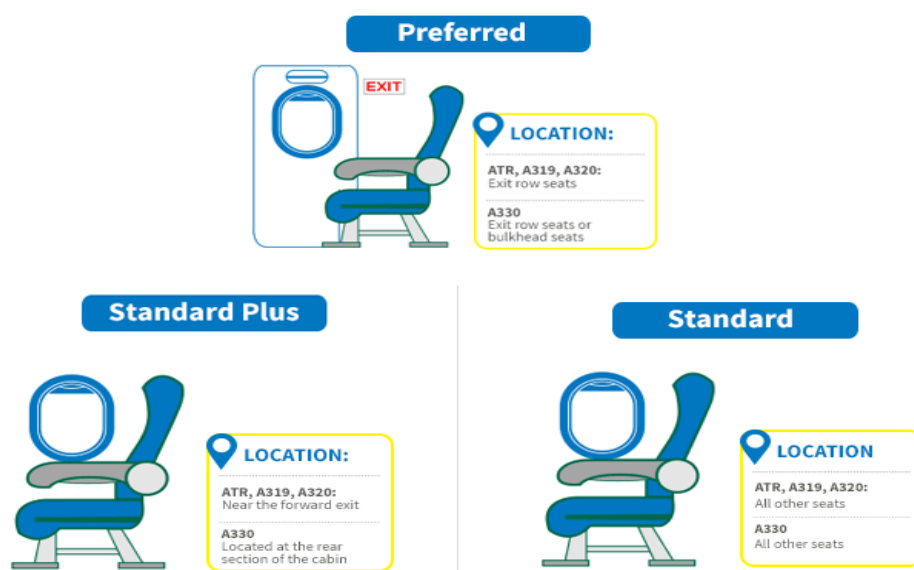 Preferred
EXIT
LOCATION:
ATR, A319, A320:
Exit row seats
A330
Exit row seats or
bulkhead seats
Standard Plus
LOCATION:
ATR, A319, A320:
Near the forward exit
A330
Located at the rear
section of the cabin
Standard
LOCATION
ATR, A319, A320:
All other seats
A330
All other seats